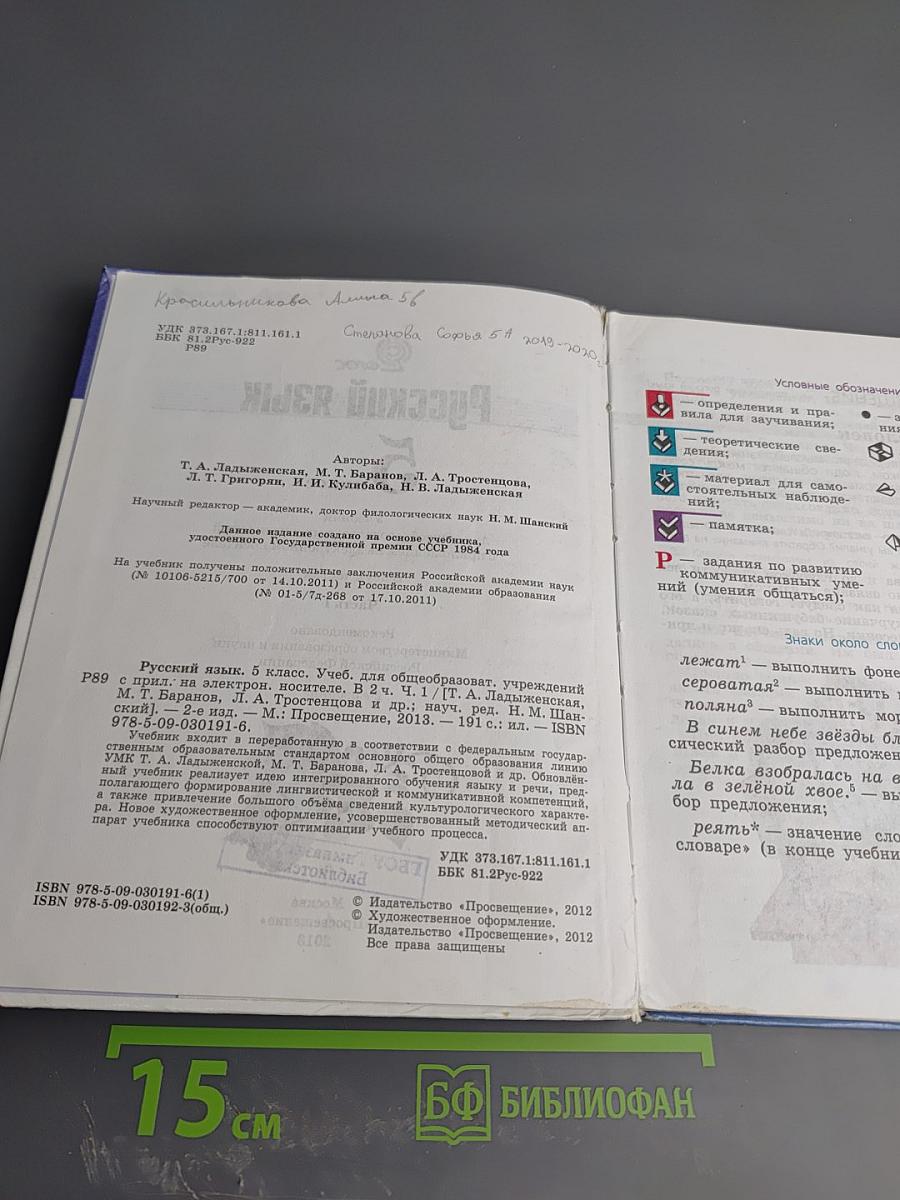 Красильникова Алина 5в
УДК 373.167.1:811.161.1
ББК 81.2Рус-922
Р89
Степанова Софья 5А 2019-2020г.
Русский язык
Авторы:
Т. А. Ладыженская, М. Т. Баранов, Л. А. Тростенцова,
Л. Т. Григорян, И. И. Кулибаба, Н. В. Ладыженская
Научный редактор — академик, доктор филологических наук Н. М. Шанский
Данное издание создано на основе учебника,
удостоенного Государственной премии СССР 1984 года
На учебник получены положительные заключения Российской академии наук
(№ 10106-5215/700 от 14.10.2011) и Российской академии образования
(№ 01-5/7д-268 от 17.10.2011)
Русский язык. 5 класс. Учеб. для общеобразоват. учреждений
Р89 с прил. на электрон. носителе. В 2 ч. Ч. 1 / [Т. А. Ладыженская,
М. Т. Баранов, Л. А. Тростенцова и др.; науч. ред. Н. М. Шан-
ский]. — 2-е изд. — М.: Просвещение, 2013. — 191 с.: ил. — ISBN
978-5-09-030191-6.
Учебник входит в переработанную в соответствии с федеральным государ-
ственным образовательным стандартом основного общего образования линию
УМК Т. А. Ладыженской, М. Т. Баранова, Л. А. Тростенцовой и др. Обновлён-
ный учебник реализует идею интегрированного обучения языку и речи, пред-
полагающего формирование лингвистической и коммуникативной компетенций,
а также привлечение большого объёма сведений культурологического характе-
ра. Новое художественное оформление, усовершенствованный методический ап-
парат учебника способствуют оптимизации учебного процесса.
УДК 373.167.1:811.161.1
ББК 81.2Рус-922
ISBN 978-5-09-030191-6(1)
ISBN 978-5-09-030192-3(общ.)
© Издательство «Просвещение», 2012
© Художественное оформление.
Издательство «Просвещение», 2012
Все права защищены
Условные обозначени
— определения и пра-
вила для заучивания;
— теоретические све-
дения;
— материал для само-
стоятельных наблюде-
ний;
— памятка;
Р — задания по развитию
коммуникативных уме-
ний (умения общаться);
Знаки около сло
лежат¹ — выполнить фоне
сероватая² — выполнить
поляна³ — выполнить мор
В синем небе звёзды бл
сический разбор предложен
Белка взобралась на в
ла в зелёной хвое.⁵ — вы
бор предложения;
реять* — значение сло
словаре» (в конце учебни
15 см
БФ БИБЛИОФАН